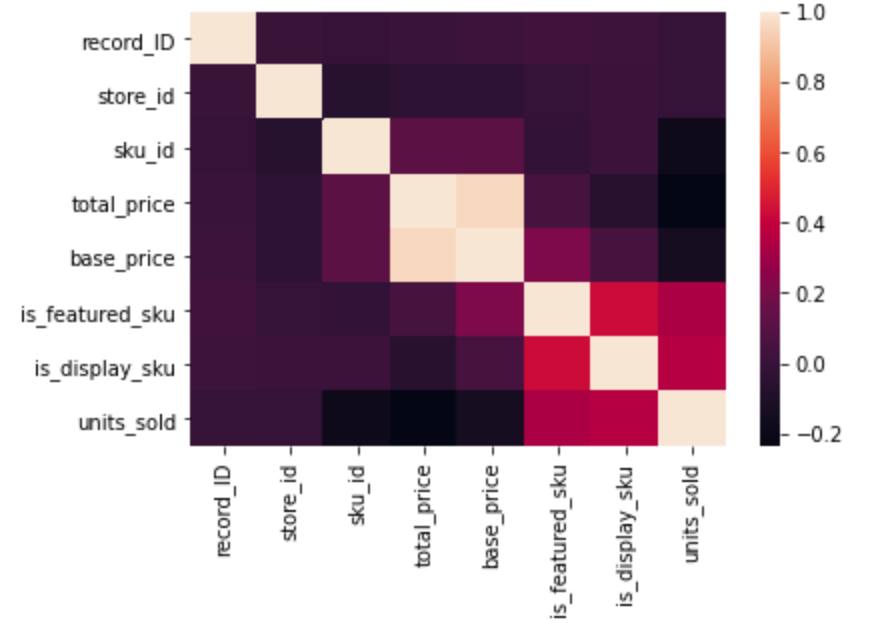 record_ID
store_id
sku_id
total_price
base_price
is_featured_sku
is_display_sku
units_sold
record_ID
store_id
sku_id
total_price
base_price
is_featured_sku
is_display_sku
units_sold
1.0
0.8
0.6
0.4
0.2
0.0
−0.2